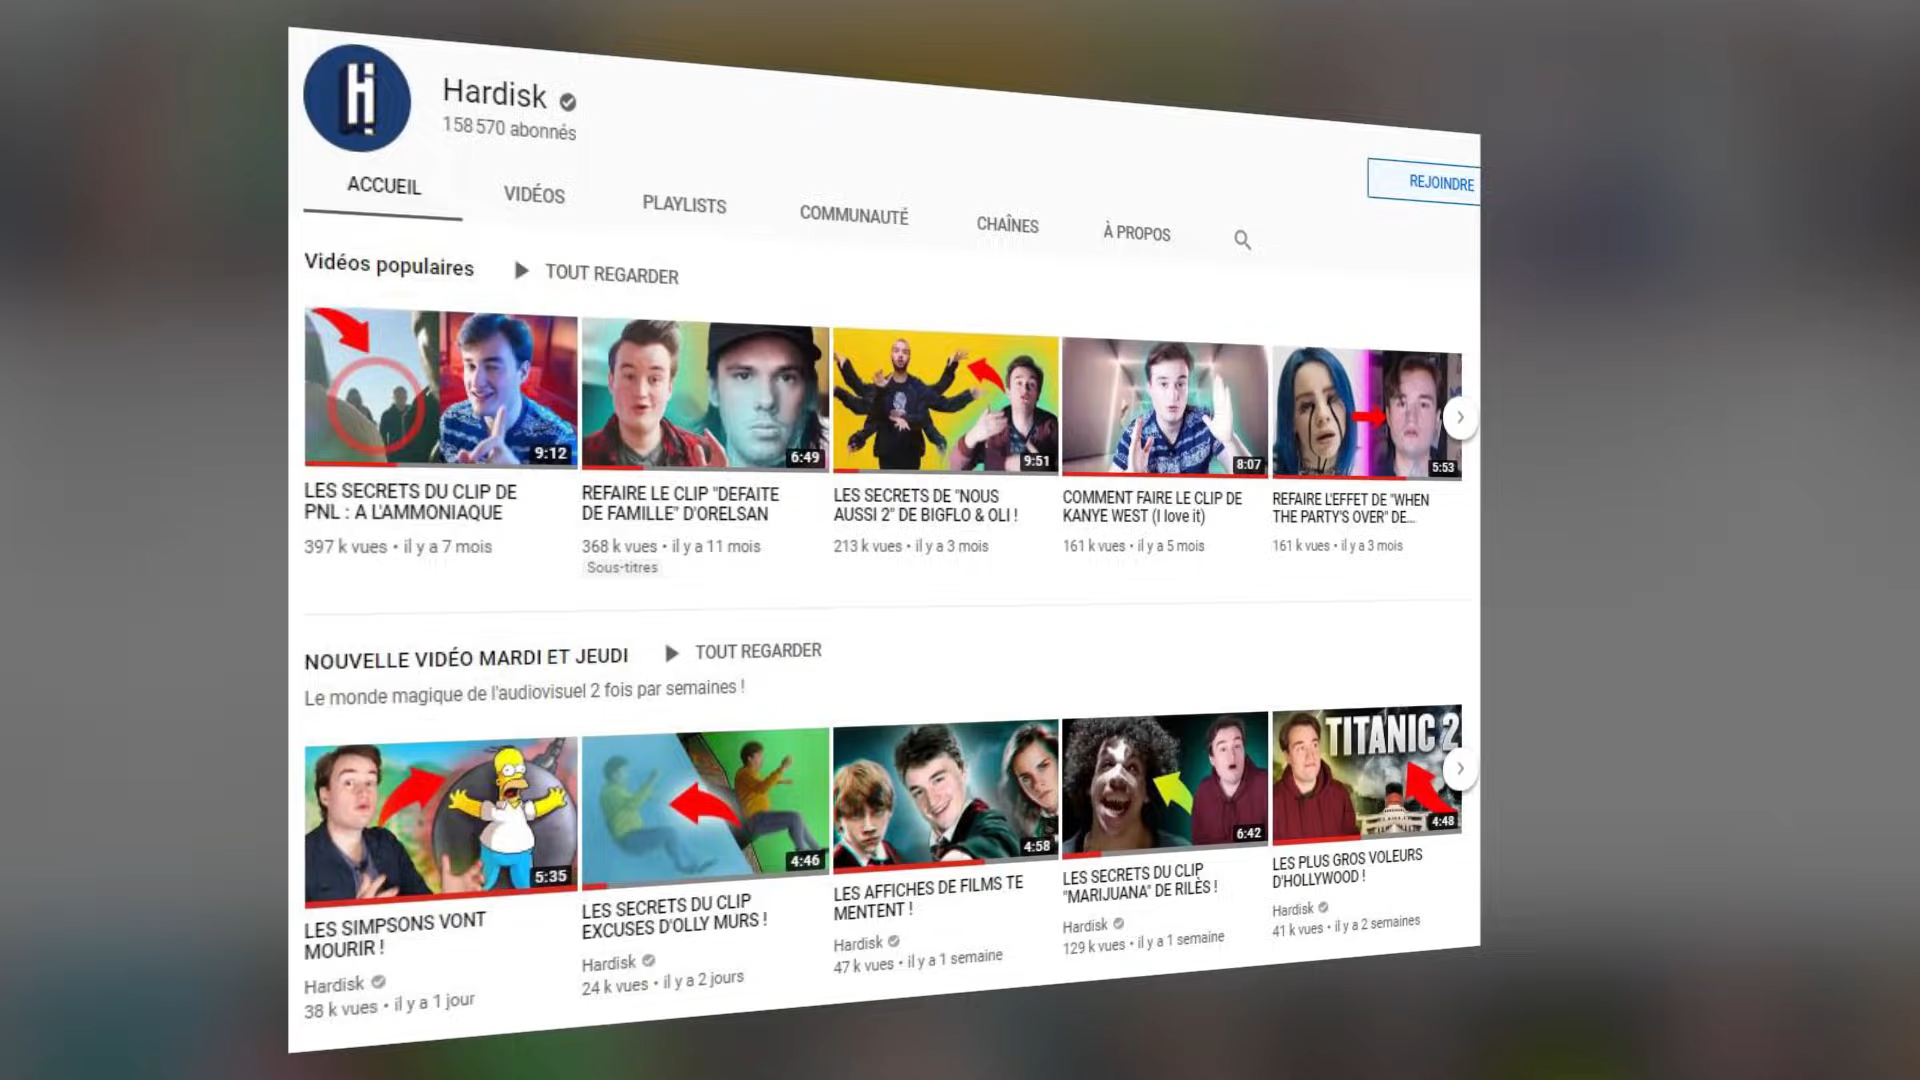 Hardisk
158 570 abonnés
REJOINDRE
ACCUEIL
VIDÉOS
PLAYLISTS
COMMUNAUTÉ
CHAÎNES
À PROPOS
Vidéos populaires
TOUT REGARDER
9:12
6:49
9:51
8:07
5:53
LES SECRETS DU CLIP DE
PNL : A L'AMMONIAQUE
397 k vues • il y a 7 mois
REFAIRE LE CLIP "DEFAITE
DE FAMILLE" D'ORELSAN
368 k vues • il y a 11 mois
Sous-titres
LES SECRETS DE "NOUS
AUSSI 2" DE BIGFLO & OLI !
213 k vues • il y a 3 mois
COMMENT FAIRE LE CLIP DE
KANYE WEST (I love it)
161 k vues • il y a 5 mois
REFAIRE L'EFFET DE "WHEN
THE PARTY'S OVER" DE...
161 k vues • il y a 3 mois
NOUVELLE VIDÉO MARDI ET JEUDI
TOUT REGARDER
Le monde magique de l'audiovisuel 2 fois par semaines !
5:35
4:46
4:58
6:42
TITANIC 2
4:48
LES SIMPSONS VONT
MOURIR !
Hardisk
38 k vues • il y a 1 jour
LES SECRETS DU CLIP
EXCUSES D'OLLY MURS !
Hardisk
24 k vues • il y a 2 jours
LES AFFICHES DE FILMS TE
MENTENT !
Hardisk
47 k vues • il y a 1 semaine
LES SECRETS DU CLIP
"MARIJUANA" DE RILÈS !
Hardisk
129 k vues • il y a 1 semaine
LES PLUS GROS VOLEURS
D'HOLLYWOOD !
Hardisk
41 k vues • il y a 2 semaines